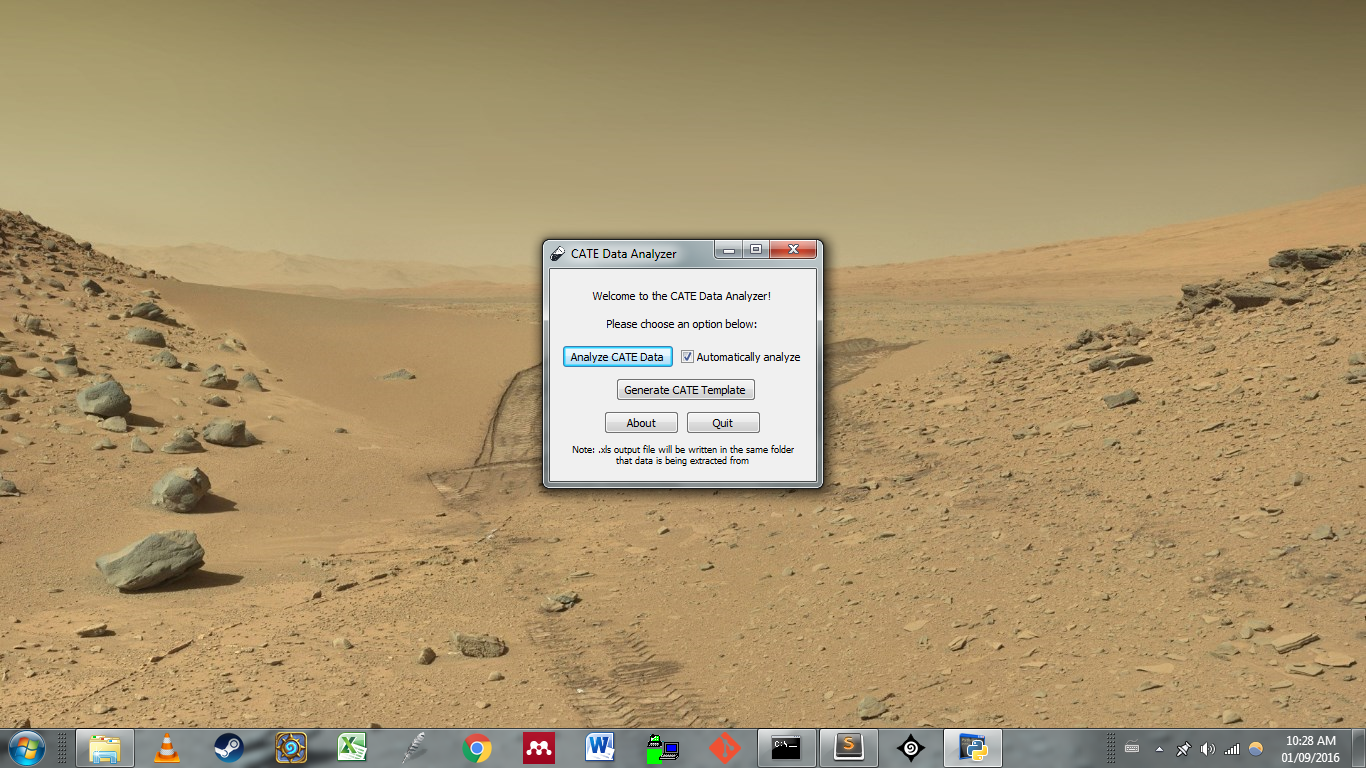 CATE Data Analyzer
Welcome to the CATE Data Analyzer!
Please choose an option below:
Analyze CATE Data Automatically analyze
Generate CATE Template
About Quit
Note: .xls output file will be written in the same folder
that data is being extracted from
C:\_
10:28 AM
01/09/2016